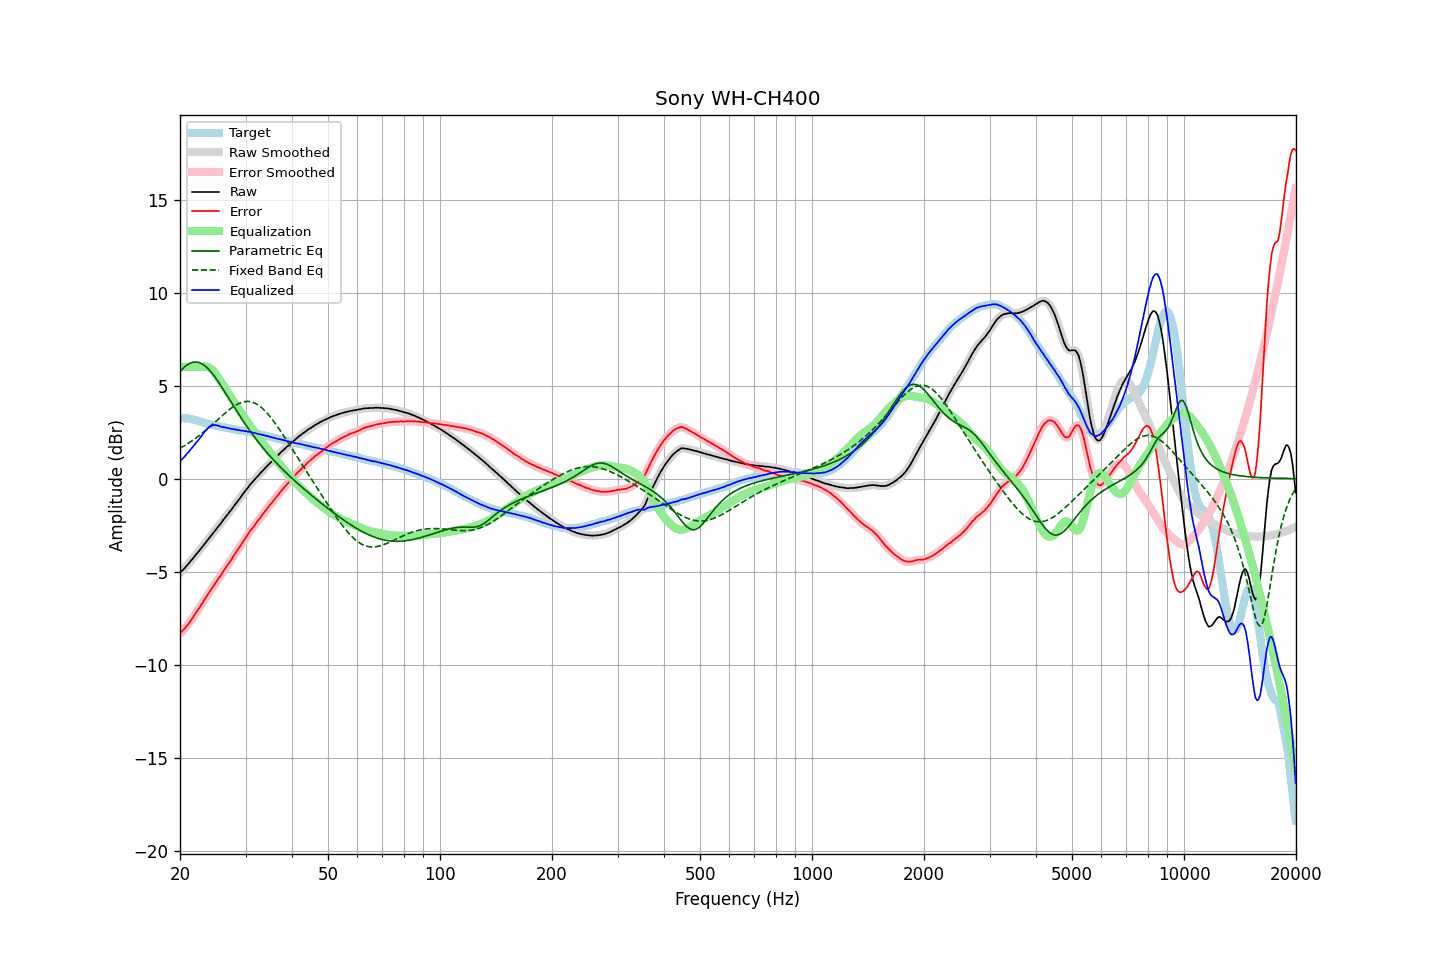 Sony WH-CH400
Target
Raw Smoothed
Error Smoothed
Raw
Error
Equalization
Parametric Eq
Fixed Band Eq
Equalized
15
10
5
0
−5
−10
−15
−20
Amplitude (dBr)
20 50 100 200 500 1000 2000 5000 10000 20000
Frequency (Hz)